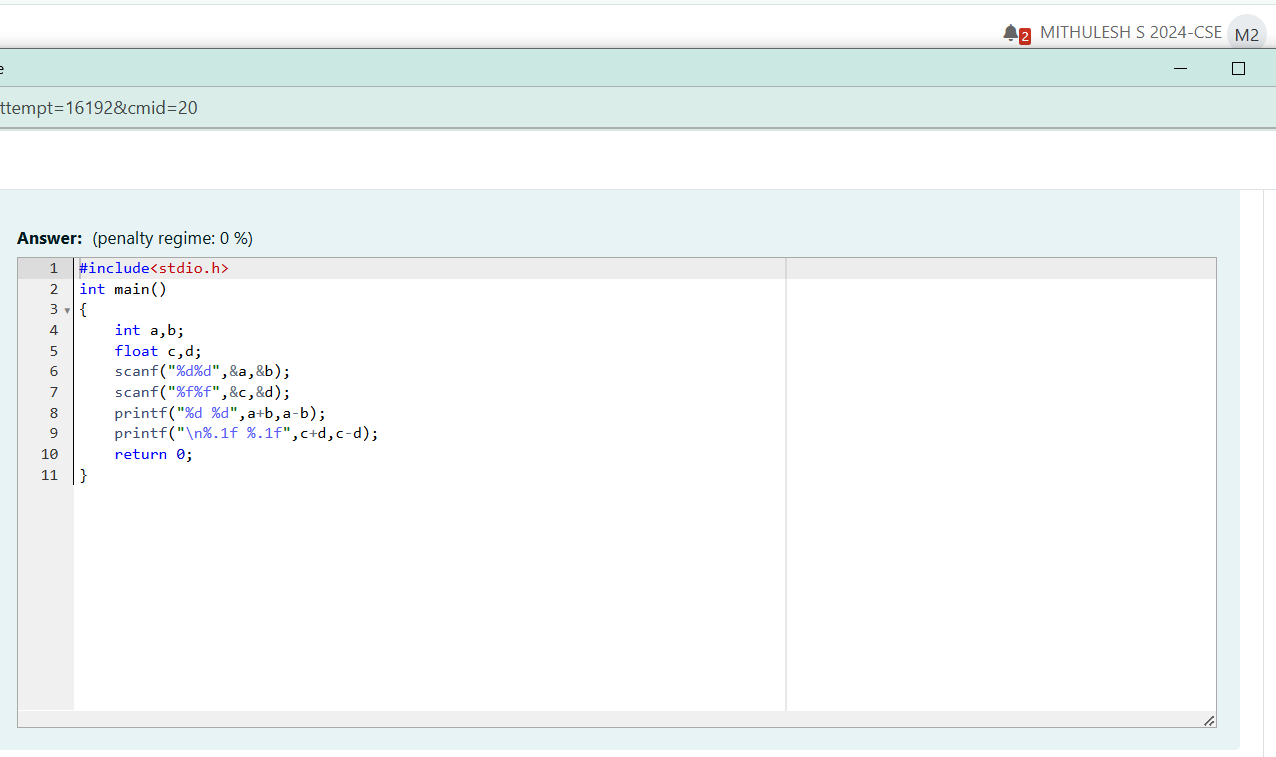 2 MITHULESH S 2024-CSE M2
e
ttempt=16192&cmid=20
Answer: (penalty regime: 0 %)
1 #include<stdio.h>
2 int main()
3 {
4 int a,b;
5 float c,d;
6 scanf("%d%d",&a,&b);
7 scanf("%f%f",&c,&d);
8 printf("%d %d",a+b,a-b);
9 printf("\n%.1f %.1f",c+d,c-d);
10 return 0;
11 }